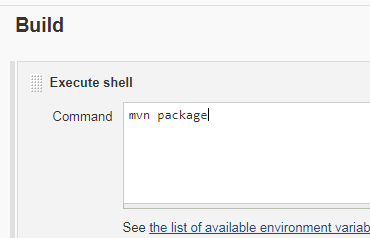 Build
Execute shell
Command
mvn package
See the list of available environment variab